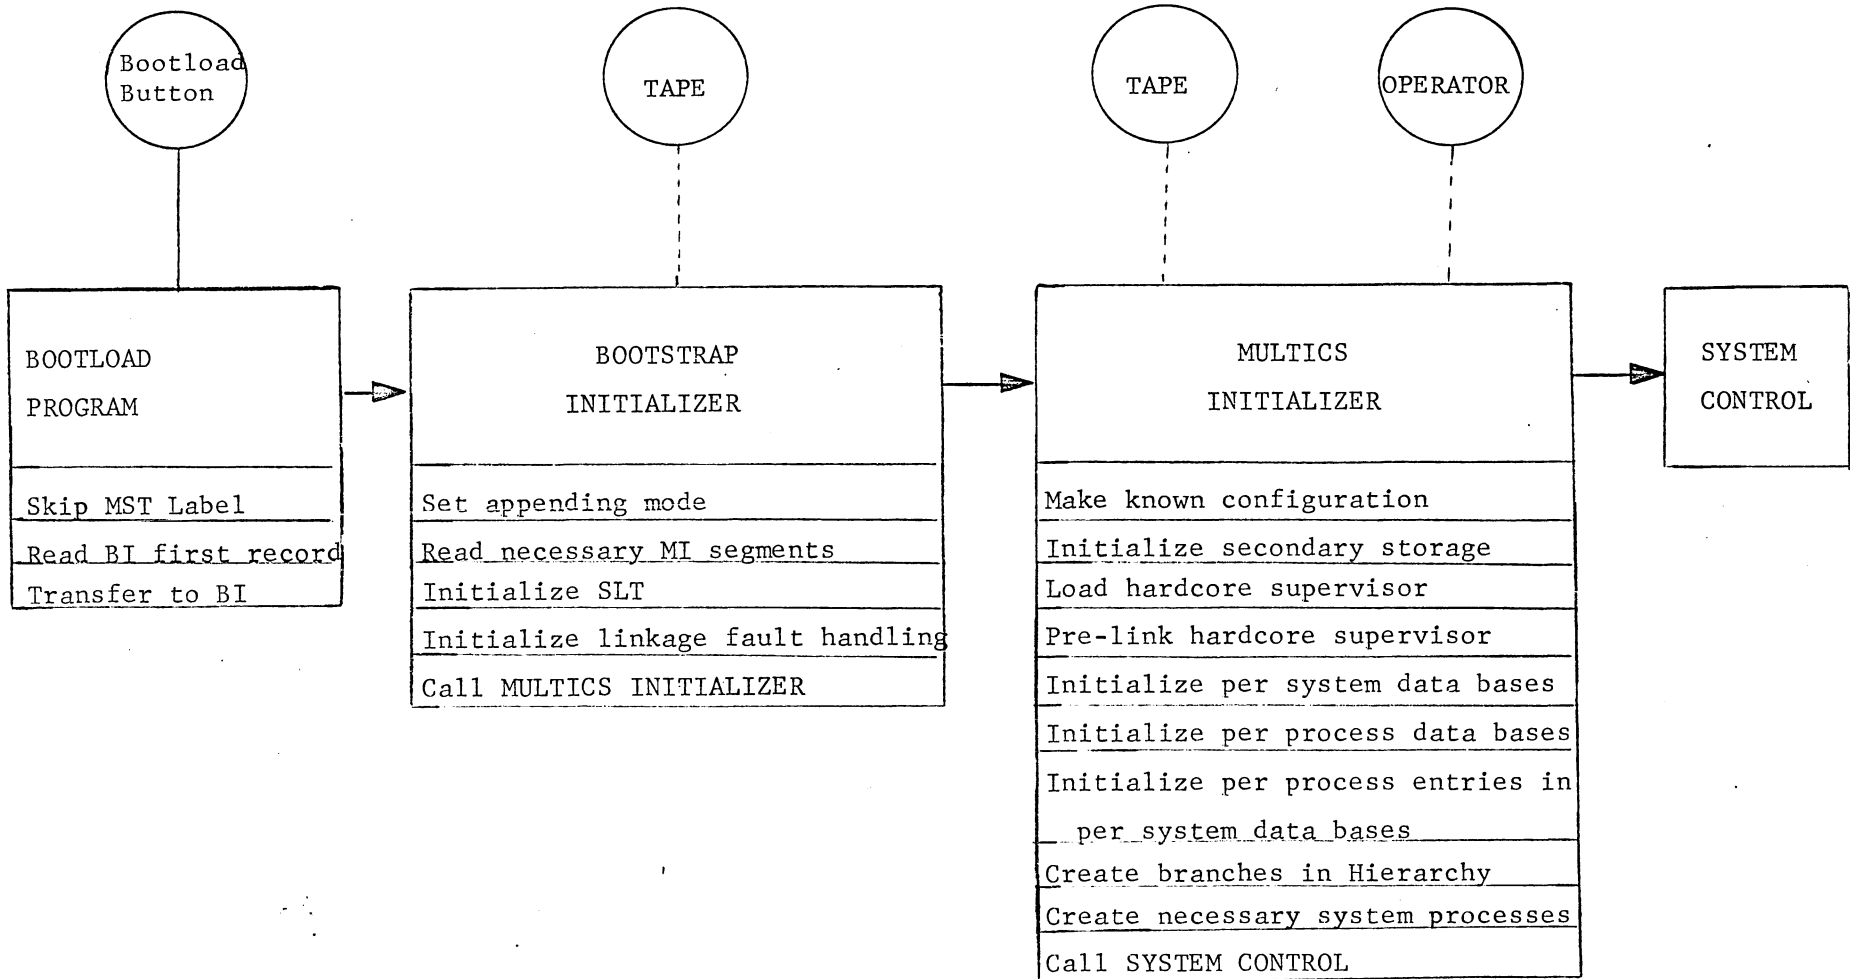 Bootload
Button
TAPE
TAPE
OPERATOR
BOOTLOAD
PROGRAM
Skip MST Label
Read BI first record
Transfer to BI
BOOTSTRAP
INITIALIZER
Set appending mode
Read necessary MI segments
Initialize SLT
Initialize linkage fault handling
Call MULTICS INITIALIZER
MULTICS
INITIALIZER
Make known configuration
Initialize secondary storage
Load hardcore supervisor
Pre-link hardcore supervisor
Initialize per system data bases
Initialize per process data bases
Initialize per process entries in
per system data bases
Create branches in Hierarchy
Create necessary system processes
Call SYSTEM CONTROL
SYSTEM
CONTROL